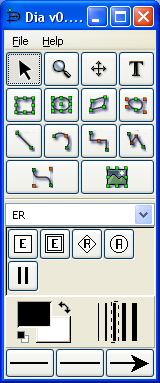 Dia v0....
File Help
T
ER
E E R A